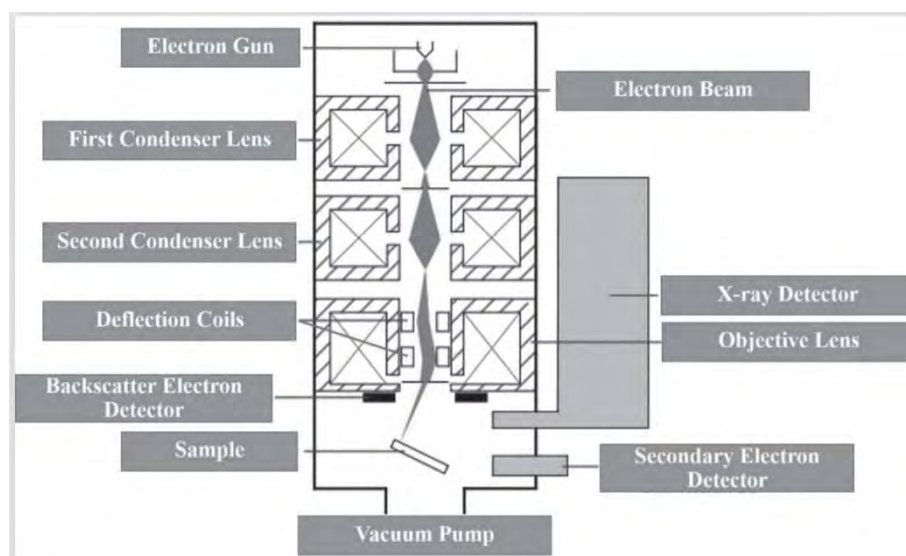 Electron Gun
Electron Beam
First Condenser Lens
Second Condenser Lens
X-ray Detector
Deflection Coils
Objective Lens
Backscatter Electron
Detector
Sample
Secondary Electron
Detector
Vacuum Pump